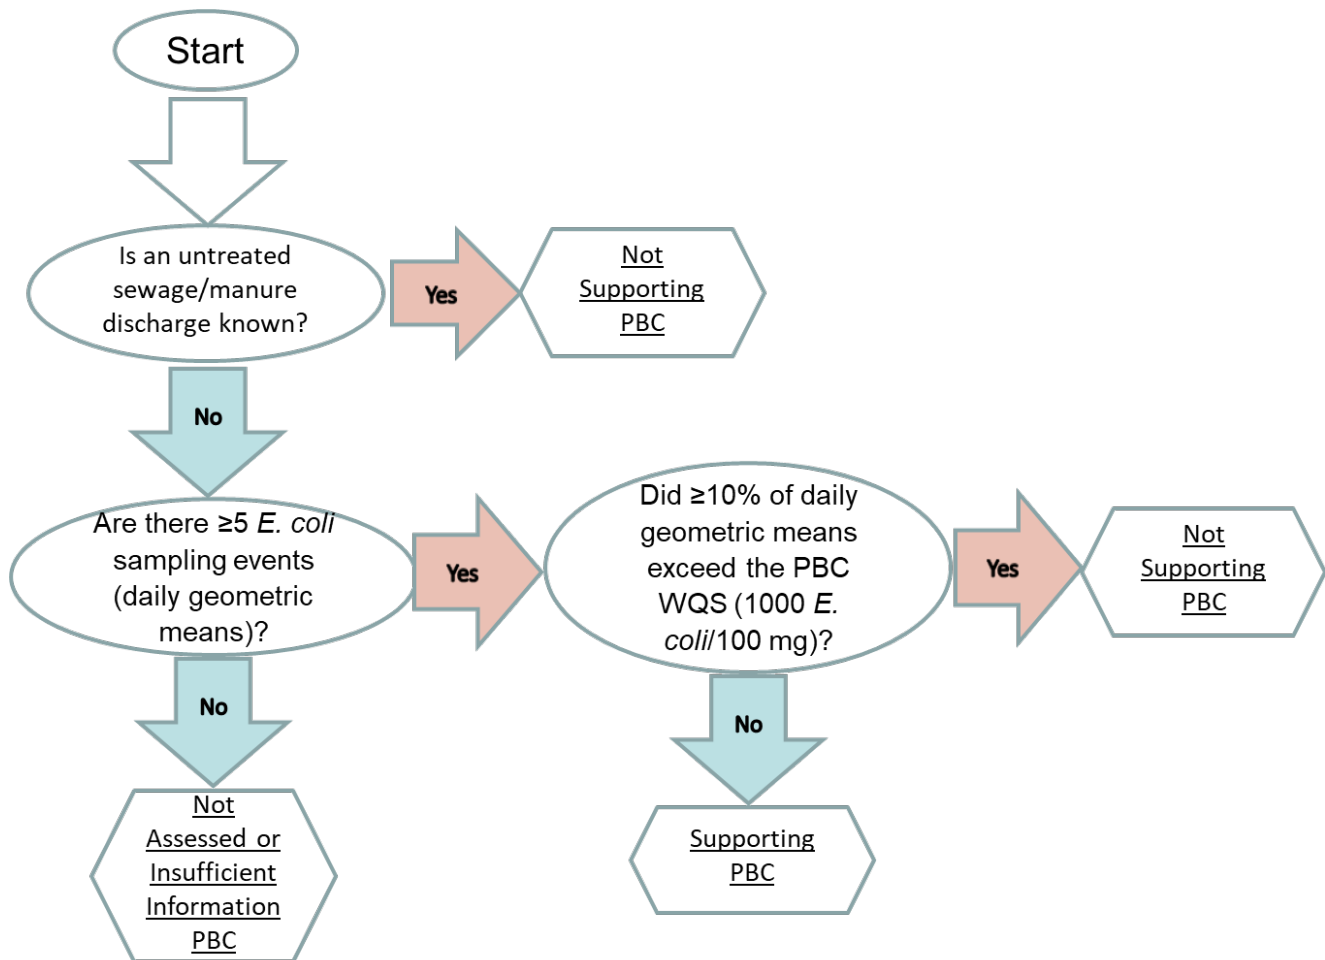 Start
Is an untreated
sewage/manure
discharge known?
Yes
Not
Supporting
PBC
No
Are there ≥5 E. coli
sampling events
(daily geometric
means)?
Yes
Did ≥10% of daily
geometric means
exceed the PBC
WQS (1000 E.
coli/100 mg)?
Yes
Not
Supporting
PBC
No
Not
Assessed or
Insufficient
Information
PBC
No
Supporting
PBC